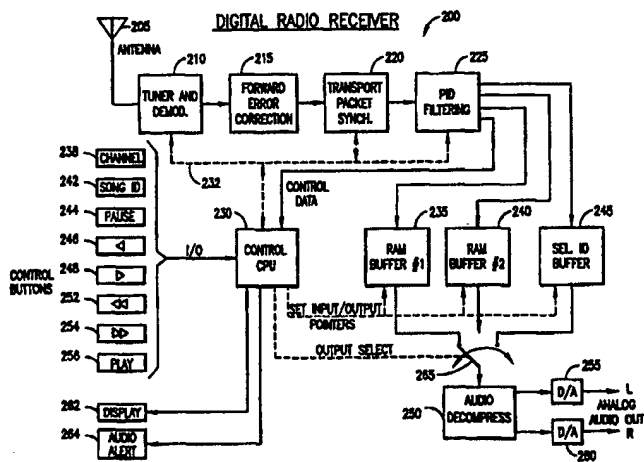 DIGITAL RADIO RECEIVER
200
205
ANTENNA
210
TUNER AND
DEMOD.
215
FORWARD
ERROR
CORRECTION
220
TRANSPORT
PACKET
SYNCH.
225
PID
FILTERING
232
CONTROL
DATA
238
CHANNEL
242
SONG ID
244
PAUSE
246
248
252
254
256
PLAY
CONTROL
BUTTONS
I/O
230
CONTROL
CPU
235
RAM
BUFFER #1
240
RAM
BUFFER #2
245
SEL. ID
BUFFER
SET INPUT/OUTPUT
POINTERS
OUTPUT SELECT
265
262
DISPLAY
264
AUDIO
ALERT
250
AUDIO
DECOMPRESS
255
D/A
260
D/A
L
ANALOG
AUDIO OUT
R